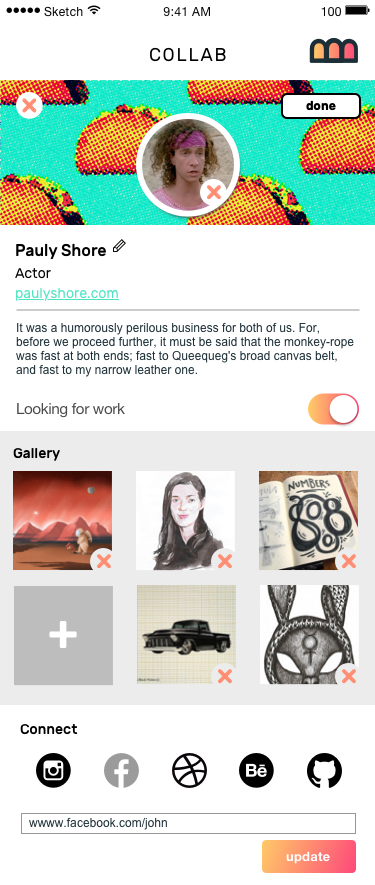 Sketch 9:41 AM 100
COLLAB
done
Pauly Shore
Actor
paulyshore.com
It was a humorously perilous business for both of us. For,
before we proceed further, it must be said that the monkey-rope
was fast at both ends; fast to Queequeg's broad canvas belt,
and fast to my narrow leather one.
Looking for work
Gallery
NUMBERS
Connect
Bē
wwww.facebook.com/john
update